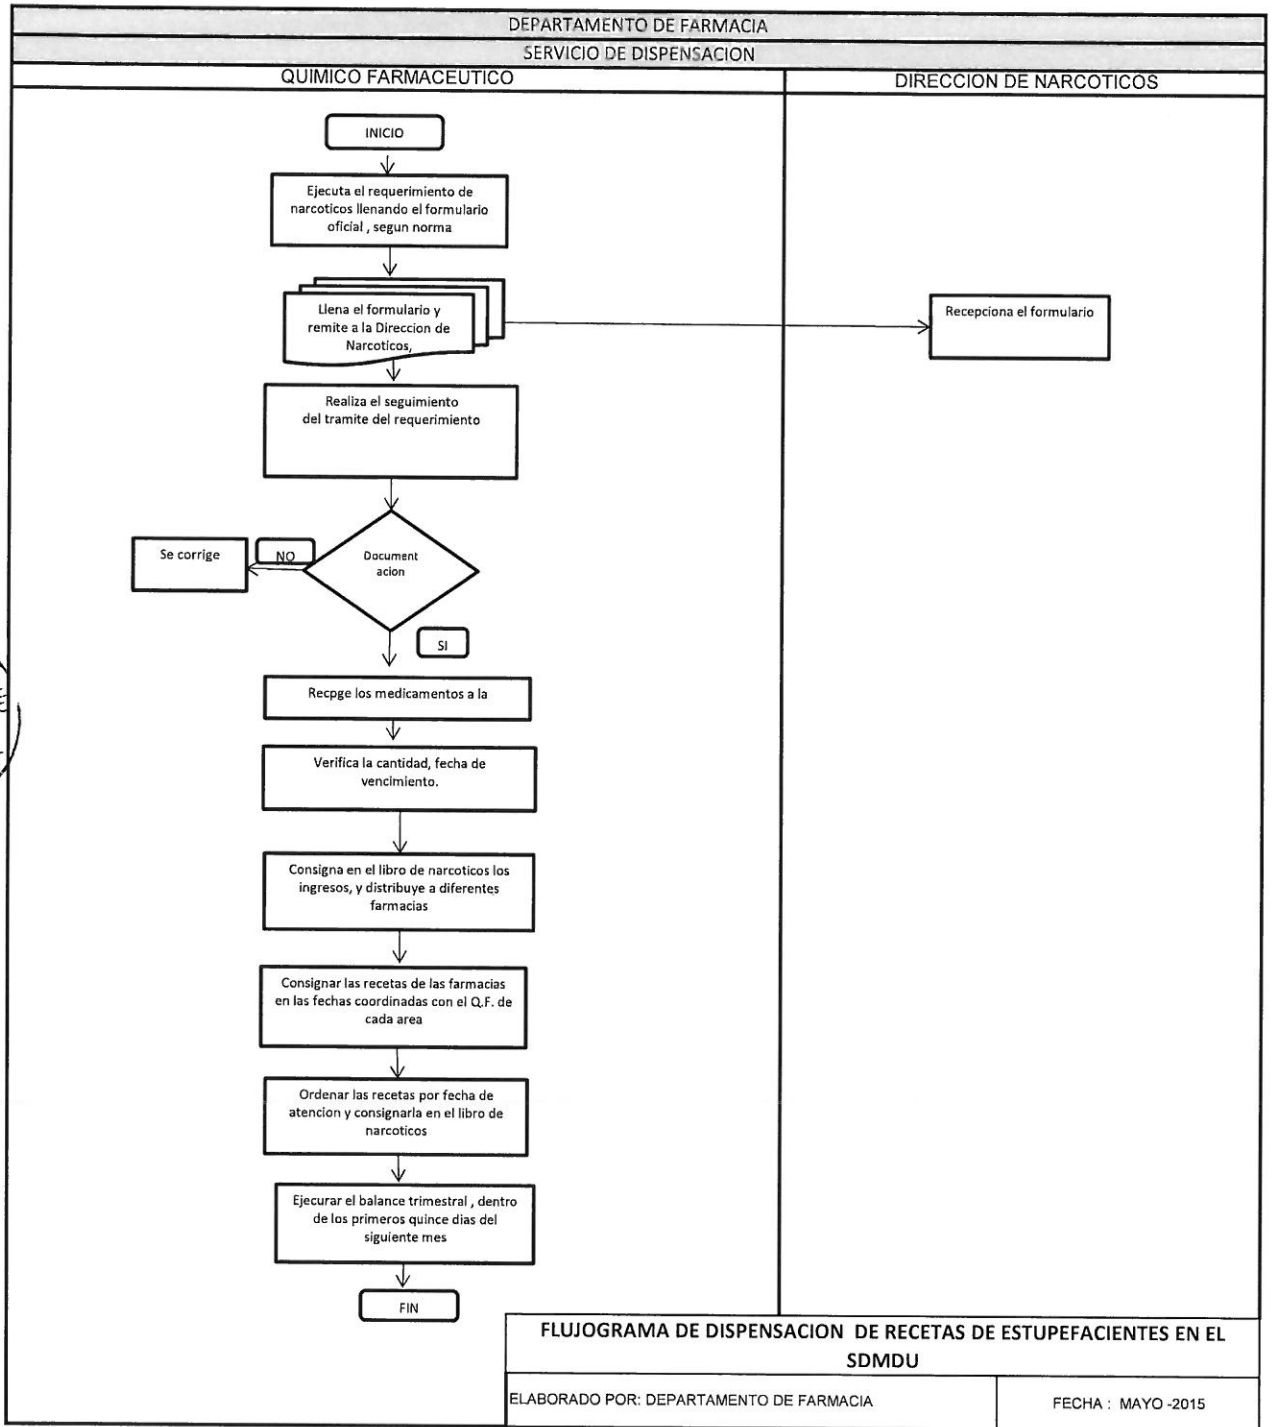 DEPARTAMENTO DE FARMACIA
SERVICIO DE DISPENSACION
QUIMICO FARMACEUTICO
DIRECCION DE NARCOTICOS
INICIO
Ejecuta el requerimiento de
narcoticos llenando el formulario
oficial , segun norma
Llena el formulario y
remite a la Direccion de
Narcoticos,
Recepciona el formulario
Realiza el seguimiento
del tramite del requerimiento
Document
acion
NO
Se corrige
SI
Recpge los medicamentos a la
Verifica la cantidad, fecha de
vencimiento.
Consigna en el libro de narcoticos los
ingresos, y distribuye a diferentes
farmacias
Consignar las recetas de las farmacias
en las fechas coordinadas con el Q.F. de
cada area
Ordenar las recetas por fecha de
atencion y consignarla en el libro de
narcoticos
Ejecurar el balance trimestral , dentro
de los primeros quince dias del
siguiente mes
FIN
FLUJOGRAMA DE DISPENSACION DE RECETAS DE ESTUPEFACIENTES EN EL
SDMDU
ELABORADO POR: DEPARTAMENTO DE FARMACIA
FECHA : MAYO -2015